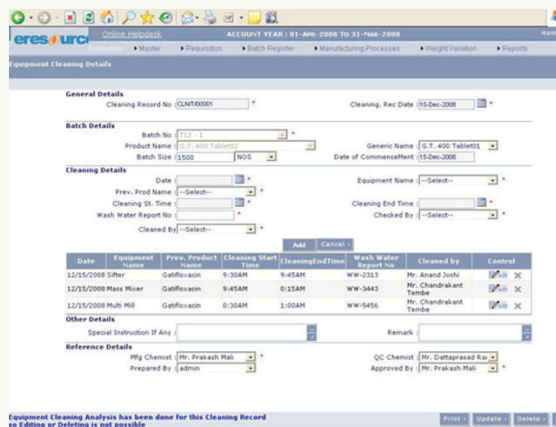 eresource
Online Helpdesk ACCOUNT YEAR : 01-APR-2008 TO 31-MAR-2008 Home
Production Master Requisition Batch Register Manufacturing Processes Weight Variation Reports
Equipment Cleaning Details
General Details
Cleaning Record No : CLN/T/00001 * Cleaning. Rec Date : 15-Dec-2008 *
Batch Details
Batch No : T12 - 1 *
Product Name : G.T. 400 Tablet02 Generic Name : G.T. 400 Tablet01 *
Batch Size : 1500 NOS Date of CommenceMent : 15-Dec-2008
Cleaning Details
Date : * Equipment Name : --Select-- *
Prev. Prod Name : --Select-- *
Cleaning St. Time : * Cleaning End Time : *
Wash Water Report No : * Checked By : --Select-- *
Cleaned By : --Select-- *
Add Cancel
Date Equipment Name Prev. Product Name Cleaning Start Time CleaningEndTime Wash Water Report No Cleaned by Control
12/15/2008 Sifter Gatifloxacin 9:30AM 9:45AM WW-2313 Mr. Anand Joshi
12/15/2008 Mass Mixer Gatifloxacin 9:45AM 0:15AM WW-3443 Mr. Chandrakant Tembe
12/15/2008 Multi Mill Gatifloxacin 0:30AM 1:00AM WW-5456 Mr. Chandrakant Tembe
Other Details
Special Instruction If Any : Remark :
Reference Details
Mfg Chemist : Mr. Prakash Mali * QC Chemist : Mr. Dattaprasad Rai *
Prepared By : admin Approved By : Mr. Prakash Mali *
Equipment Cleaning Analysis has been done for this Cleaning Record
so Editing or Deleting is not possible
Print Update Delete